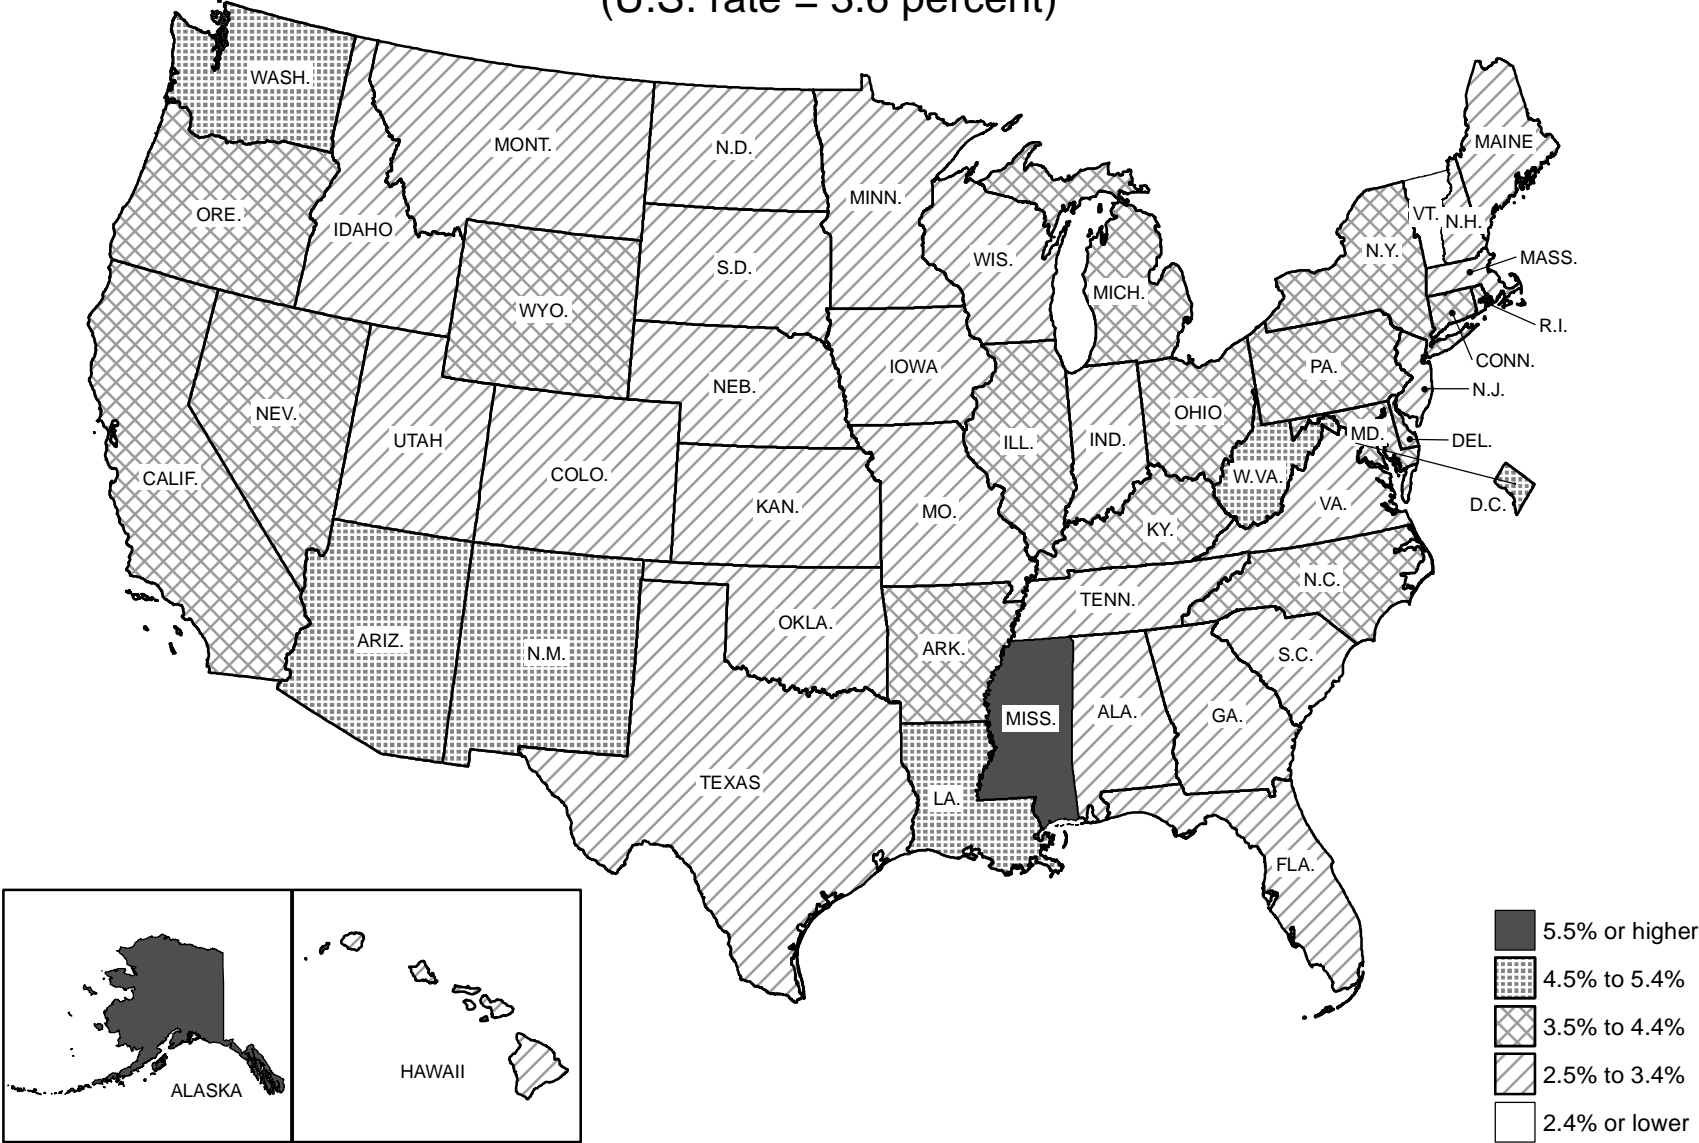 (U.S. rate = 3.6 percent)
WASH.
MONT.
N.D.
MINN.
MAINE
ORE.
IDAHO
S.D.
WIS.
MICH.
N.Y.
VT.
N.H.
MASS.
WYO.
R.I.
CONN.
IOWA
NEB.
PA.
N.J.
NEV.
UTAH
COLO.
ILL.
IND.
OHIO
MD.
DEL.
CALIF.
KAN.
MO.
W.VA.
VA.
D.C.
KY.
N.C.
TENN.
ARIZ.
N.M.
OKLA.
ARK.
S.C.
MISS.
ALA.
GA.
TEXAS
LA.
FLA.
ALASKA
HAWAII
5.5% or higher
4.5% to 5.4%
3.5% to 4.4%
2.5% to 3.4%
2.4% or lower